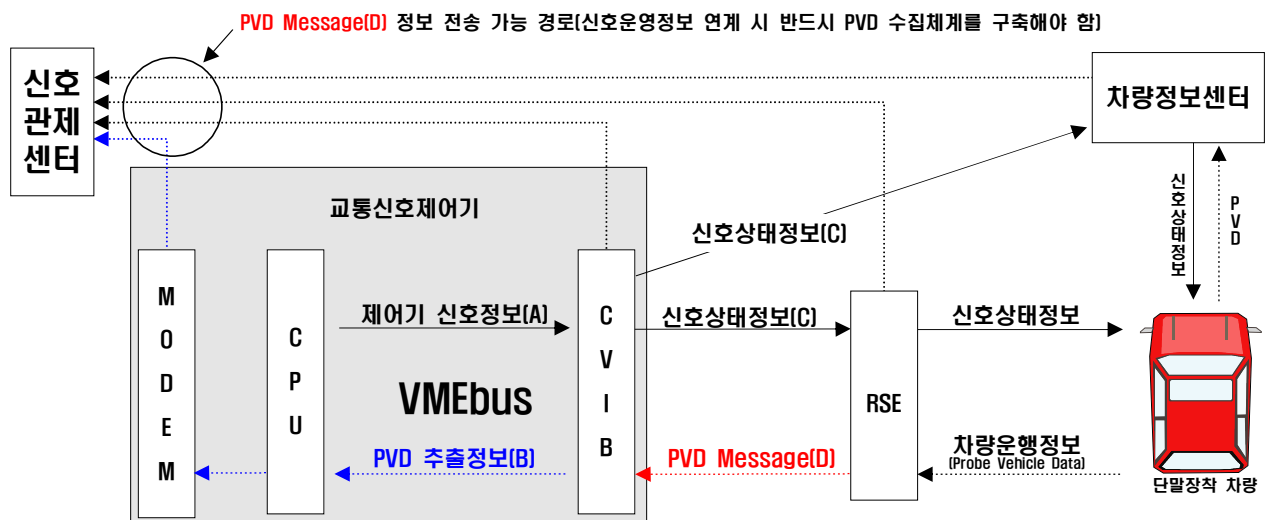 PVD Message(D) 정보 전송 가능 경로(신호운영정보 연계 시 반드시 PVD 수집체계를 구축해야 함)
신호
관제
센터
차량정보센터
교통신호제어기
신호상태정보(C)
신호상태정보
PVD
MODEM
CPU
제어기 신호정보(A)
CVIB
신호상태정보(C)
RSE
신호상태정보
VMEbus
PVD 추출정보(B)
PVD Message(D)
차량운행정보
(Probe Vehicle Data)
단말장착 차량